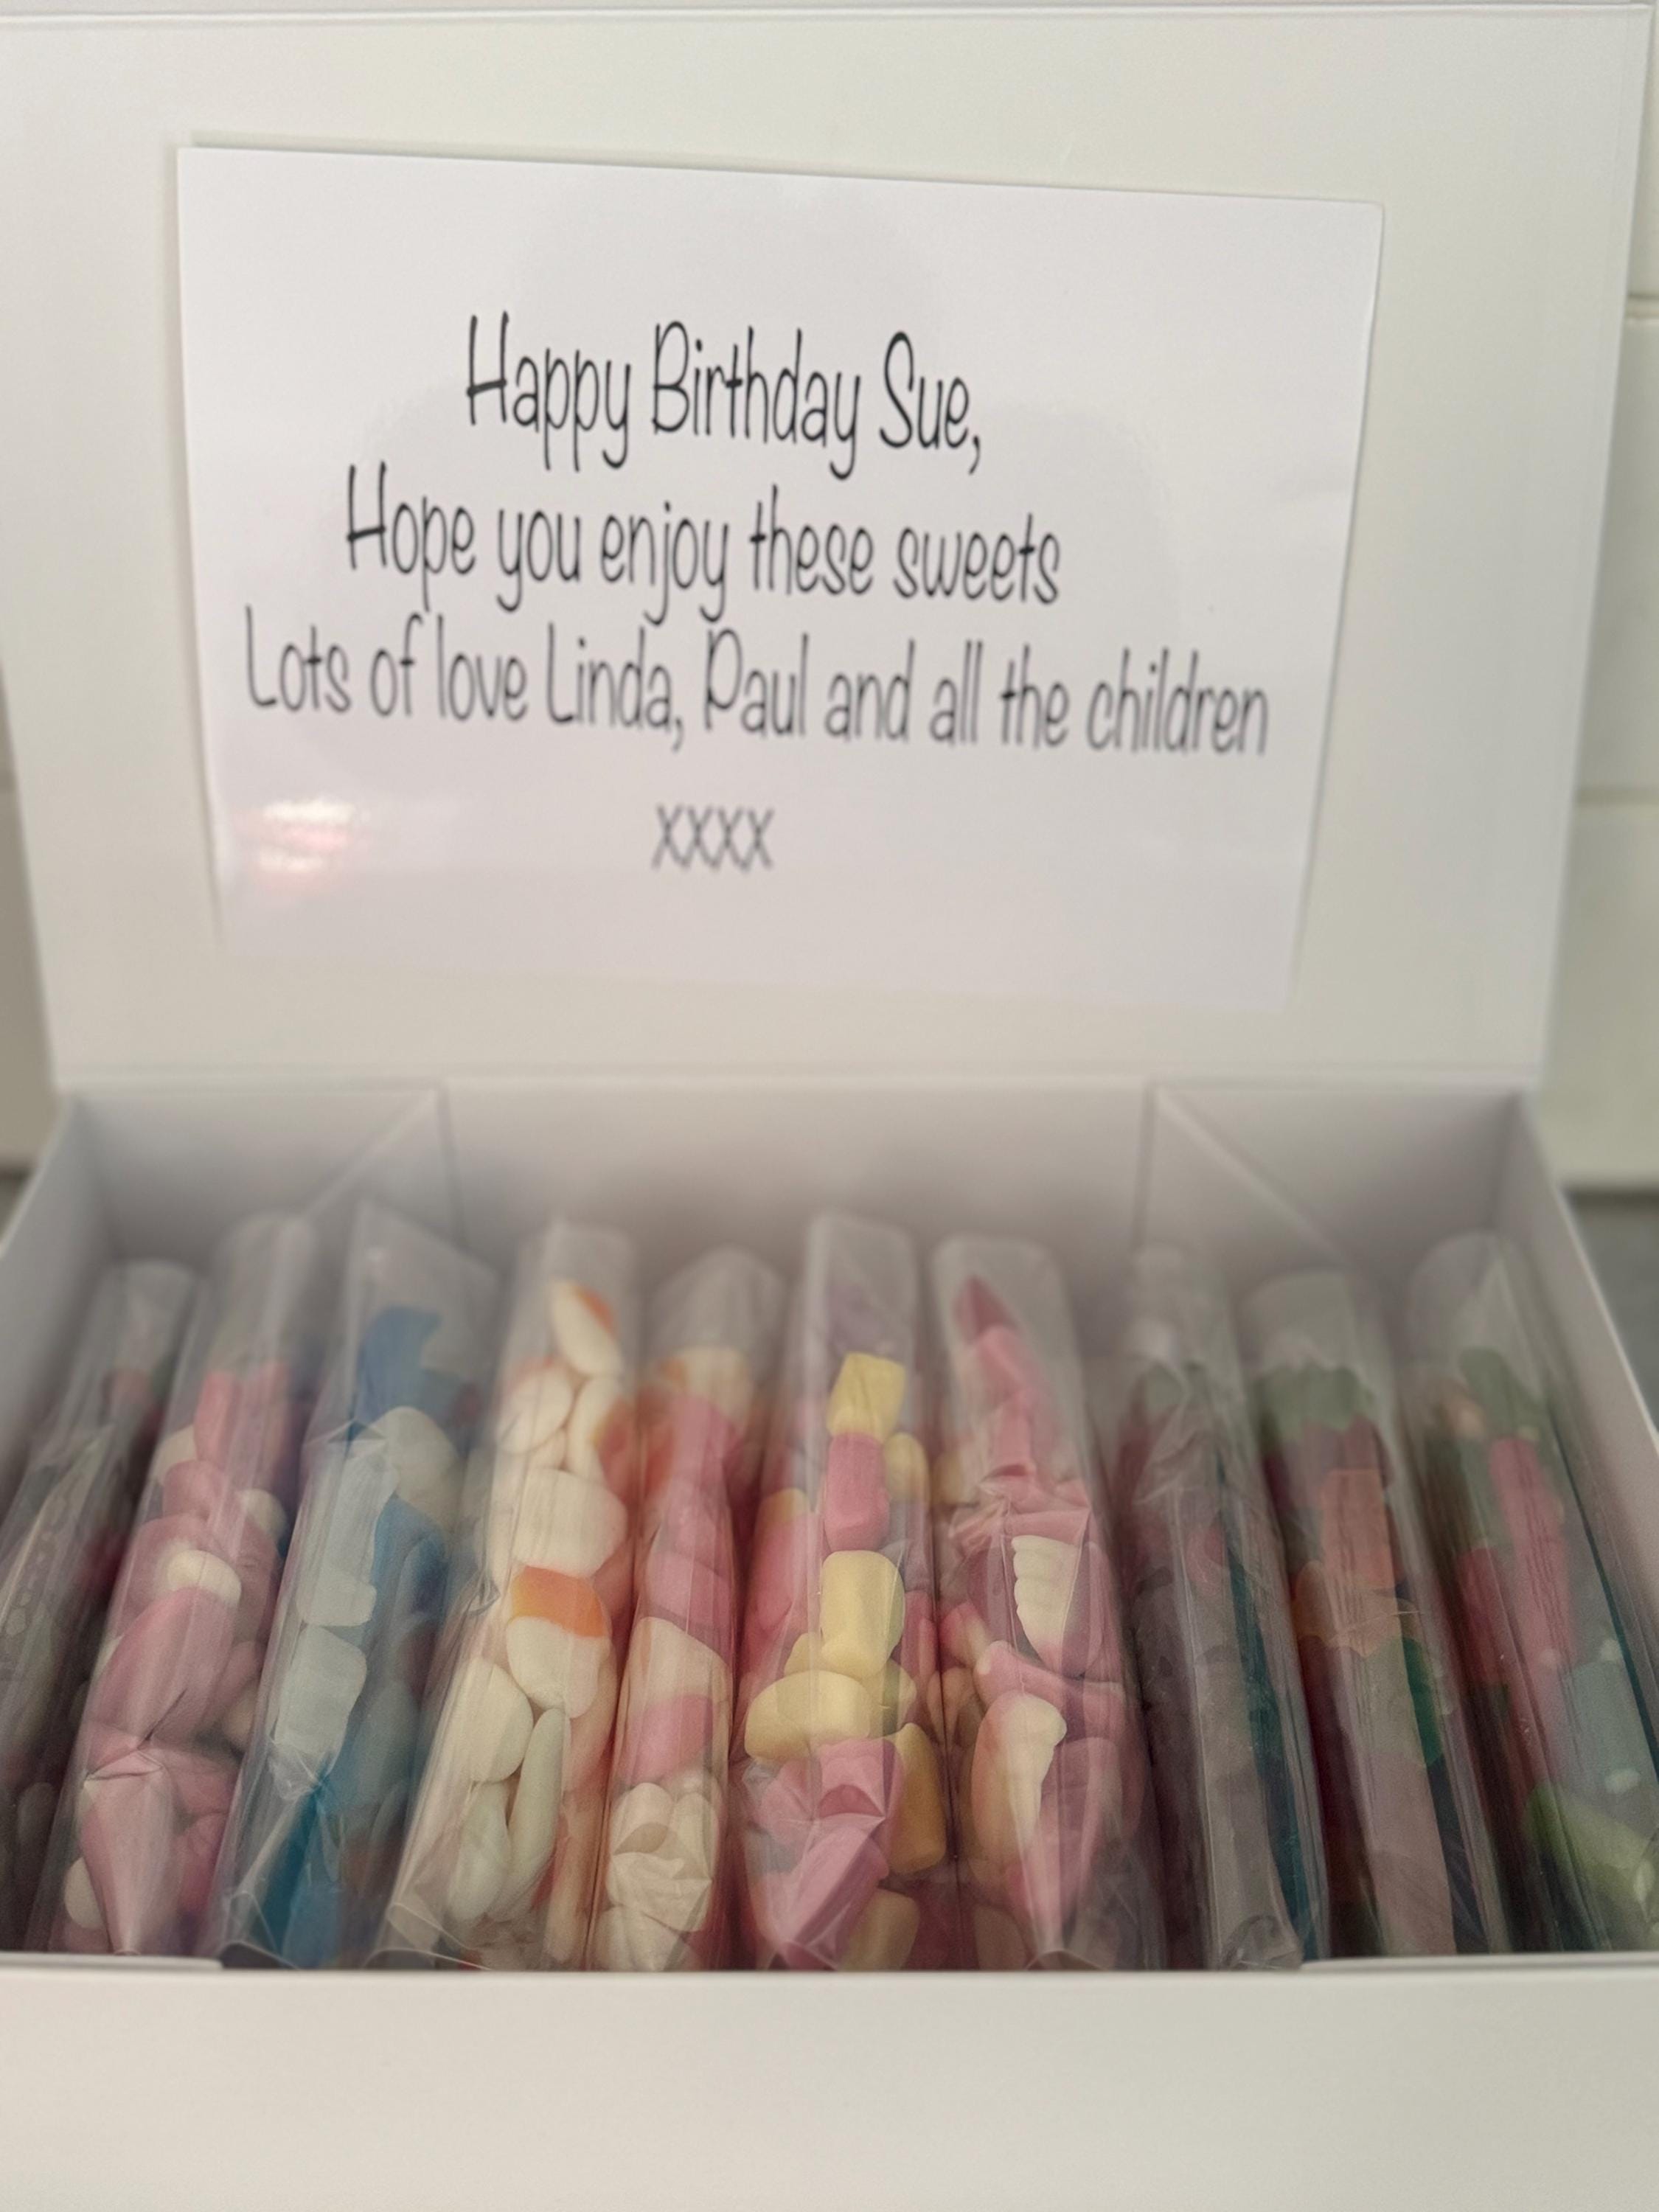 Happy Birthday Sue,
Hope you enjoy these sweets
Lots of love Linda, Paul and all the children
xxxx